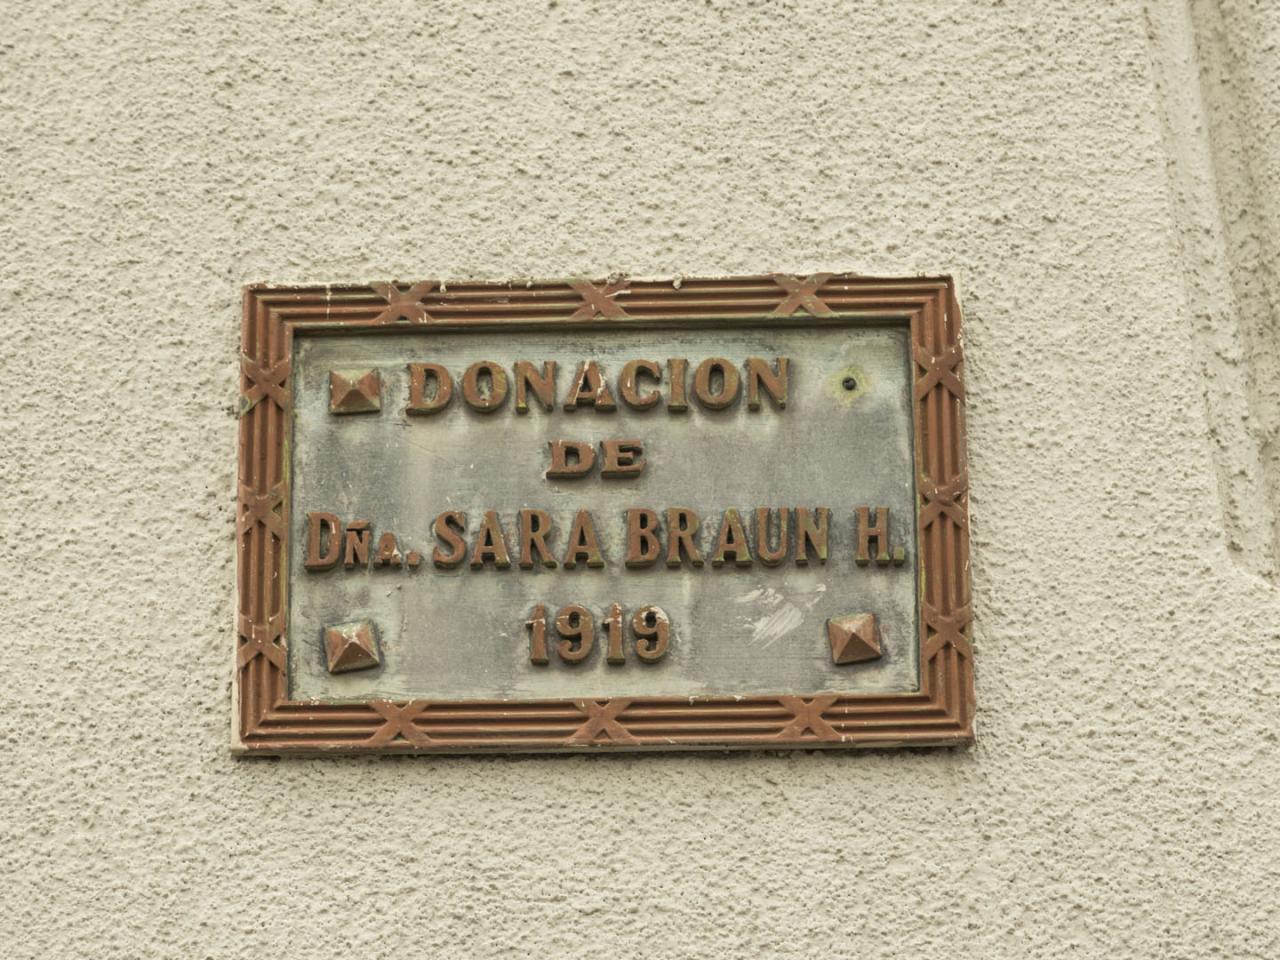 DONACION
DE
DÑA. SARA BRAUN H.
1919